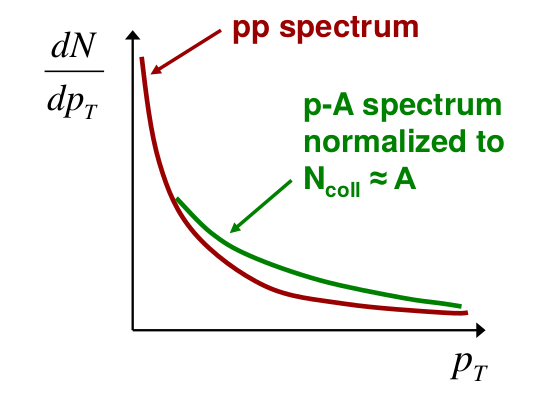 pp spectrum
dN
dp_T
p-A spectrum
normalized to
N_coll ≈ A
p_T